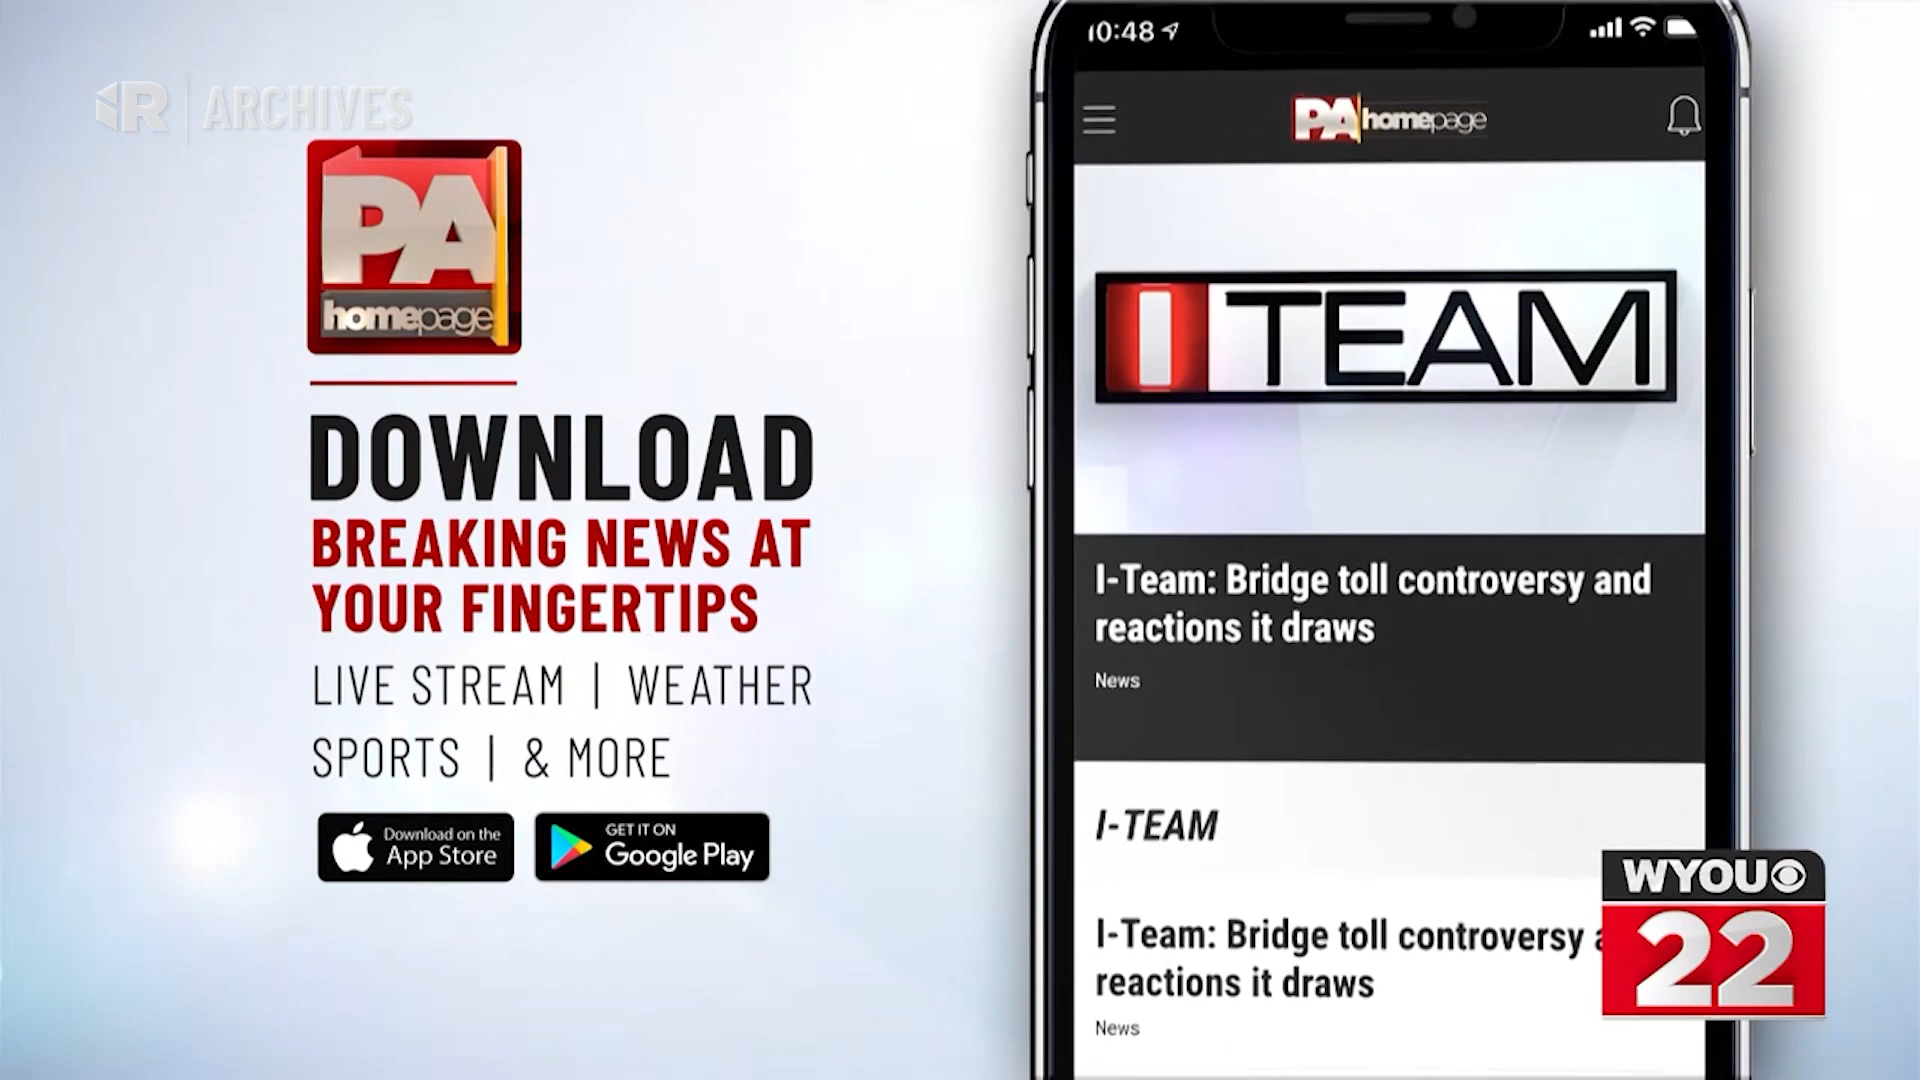 R | ARCHIVES
PA
homepage
DOWNLOAD
BREAKING NEWS AT
YOUR FINGERTIPS
LIVE STREAM | WEATHER
SPORTS | & MORE
Download on the
App Store
GET IT ON
Google Play
10:48
PA homepage
I TEAM
I-Team: Bridge toll controversy and
reactions it draws
News
I-TEAM
I-Team: Bridge toll controversy
reactions it draws
News
WYOU
22